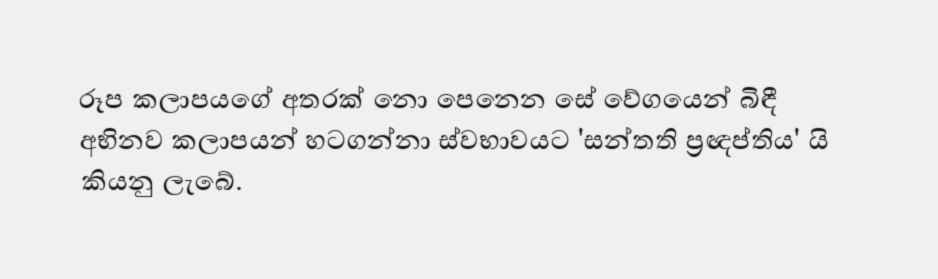 රූප කලාපයගේ අතරක් නො පෙනෙන සේ වේගයෙන් බිඳී
අභිනව කලාපයන් හටගන්නා ස්වභාවයට 'සන්තති ප්‍රඥප්තිය' යි
කියනු ලැබේ.